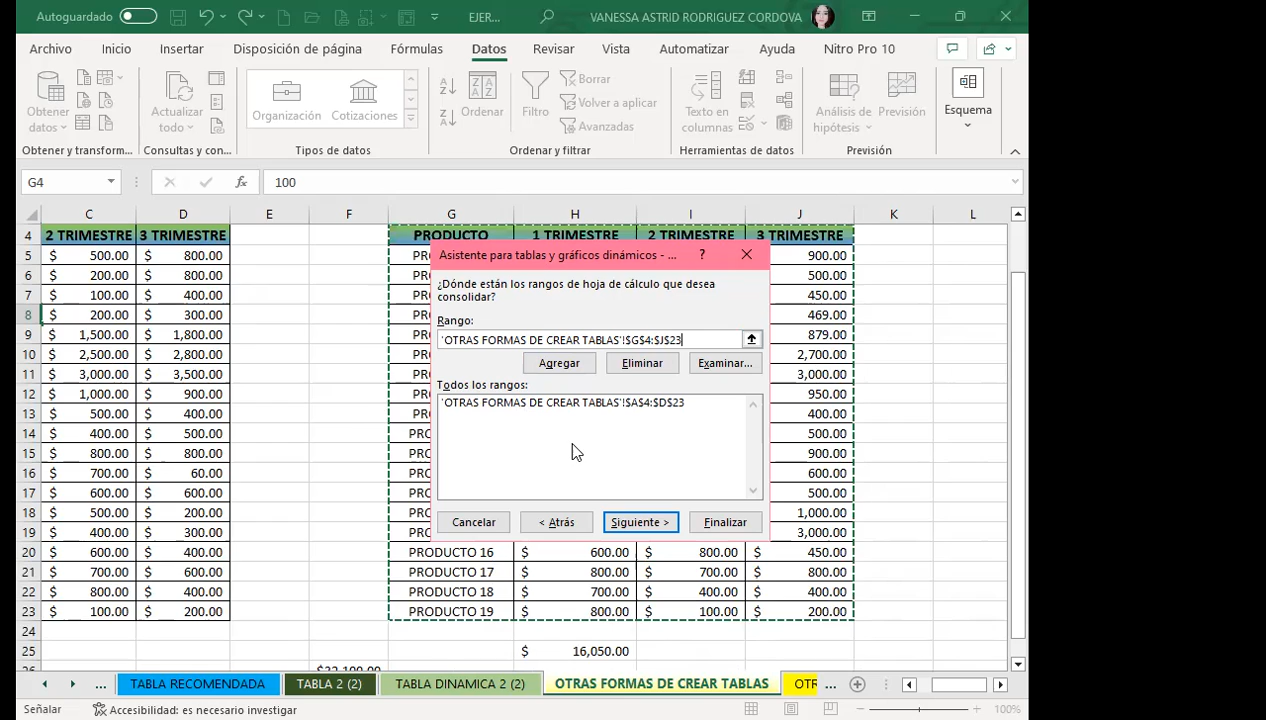 Autoguardado EJER... VANESSA ASTRID RODRIGUEZ CORDOVA
Archivo Inicio Insertar Disposición de página Fórmulas Datos Revisar Vista Automatizar Ayuda Nitro Pro 10
Obtener datos Actualizar todo Organización Cotizaciones Ordenar Filtro Borrar Volver a aplicar Avanzadas Texto en columnas Análisis de hipótesis Previsión Esquema
Obtener y transform... Consultas y con... Tipos de datos Ordenar y filtrar Herramientas de datos Previsión
G4 fx 100
C D E F G H I J K L
4 2 TRIMESTRE 3 TRIMESTRE PRODUCTO 1 TRIMESTRE 2 TRIMESTRE 3 TRIMESTRE
5 $ 500.00 $ 800.00 900.00
6 $ 200.00 $ 800.00 500.00
7 $ 100.00 $ 400.00 450.00
8 $ 200.00 $ 300.00 469.00
9 $ 1,500.00 $ 1,800.00 879.00
10 $ 2,500.00 $ 2,800.00 2,700.00
11 $ 3,000.00 $ 3,500.00 3,000.00
12 $ 1,000.00 $ 900.00 950.00
13 $ 500.00 $ 400.00 400.00
14 $ 400.00 $ 500.00 500.00
15 $ 800.00 $ 800.00 900.00
16 $ 700.00 $ 60.00 600.00
17 $ 600.00 $ 600.00 500.00
18 $ 500.00 $ 200.00 1,000.00
19 $ 400.00 $ 300.00 3,000.00
20 $ 600.00 $ 400.00 PRODUCTO 16 $ 600.00 $ 800.00 $ 450.00
21 $ 700.00 $ 600.00 PRODUCTO 17 $ 800.00 $ 700.00 $ 800.00
22 $ 800.00 $ 400.00 PRODUCTO 18 $ 700.00 $ 400.00 $ 400.00
23 $ 100.00 $ 200.00 PRODUCTO 19 $ 800.00 $ 100.00 $ 200.00
24
25 $ 16,050.00
Asistente para tablas y gráficos dinámicos - ... ?
¿Dónde están los rangos de hoja de cálculo que desea
consolidar?
Rango:
'OTRAS FORMAS DE CREAR TABLAS'!$G$4:$J$23
Agregar Eliminar Examinar...
Todos los rangos:
'OTRAS FORMAS DE CREAR TABLAS'!$A$4:$D$23
Cancelar < Atrás Siguiente > Finalizar
... TABLA RECOMENDADA TABLA 2 (2) TABLA DINAMICA 2 (2) OTRAS FORMAS DE CREAR TABLAS OTR ...
Señalar Accesibilidad: es necesario investigar 100%